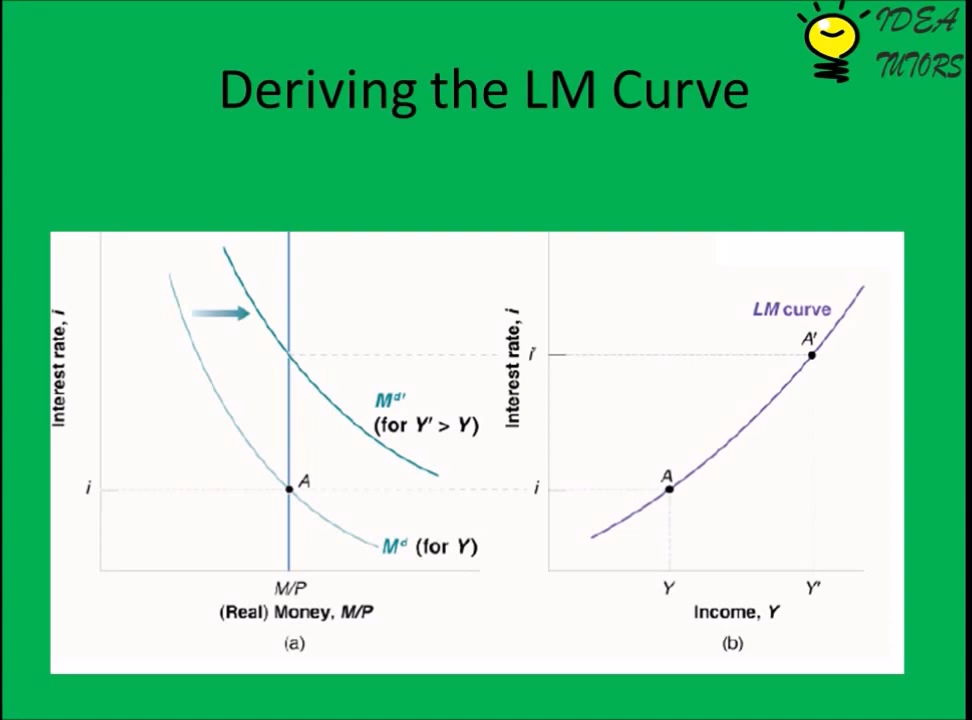 IDEA
TUTORS
Deriving the LM Curve
Interest rate, i
M^d'
(for Y' > Y)
A
i
M^d (for Y)
M/P
(Real) Money, M/P
(a)
Interest rate, i
LM curve
A'
i'
A
i
Y
Y'
Income, Y
(b)